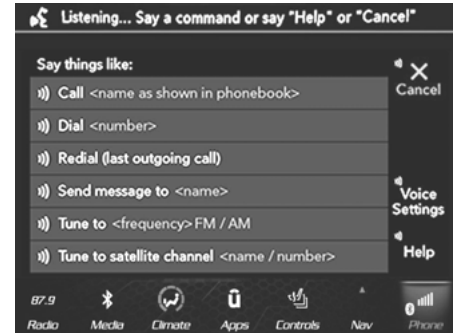 Listening... Say a command or say "Help" or "Cancel"
Say things like:
Call <name as shown in phonebook>
Dial <number>
Redial (last outgoing call)
Send message to <name>
Tune to <frequency> FM / AM
Tune to satellite channel <name / number>
Cancel
Voice
Settings
Help
87.9
Radio Media Climate Apps Controls Nav Phone